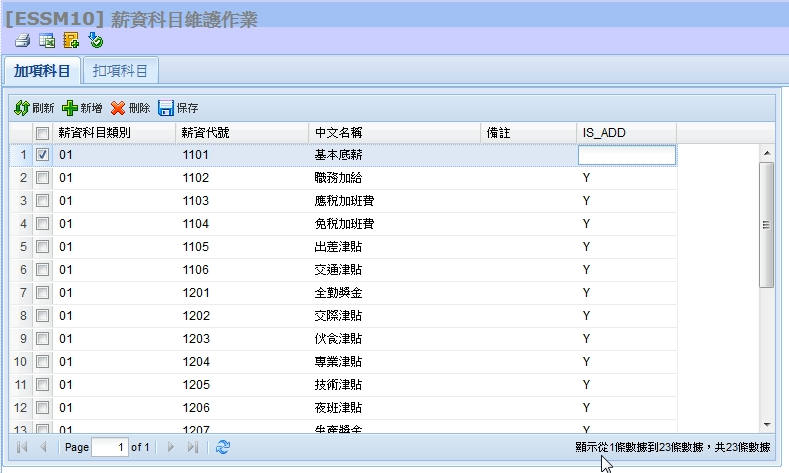 [ESSM10] 薪資科目維護作業
加項科目 扣項科目
刷新 新增 刪除 保存
薪資科目類別 薪資代號 中文名稱 備註 IS_ADD
1 01 1101 基本底薪
2 01 1102 職務加給 Y
3 01 1103 應稅加班費 Y
4 01 1104 免稅加班費 Y
5 01 1105 出差津貼 Y
6 01 1106 交通津貼 Y
7 01 1201 全勤獎金 Y
8 01 1202 交際津貼 Y
9 01 1203 伙食津貼 Y
10 01 1204 專業津貼 Y
11 01 1205 技術津貼 Y
12 01 1206 夜班津貼 Y
13 01 1207 生産獎金 Y
Page 1 of 1 顯示從1條數據到23條數據，共23條數據